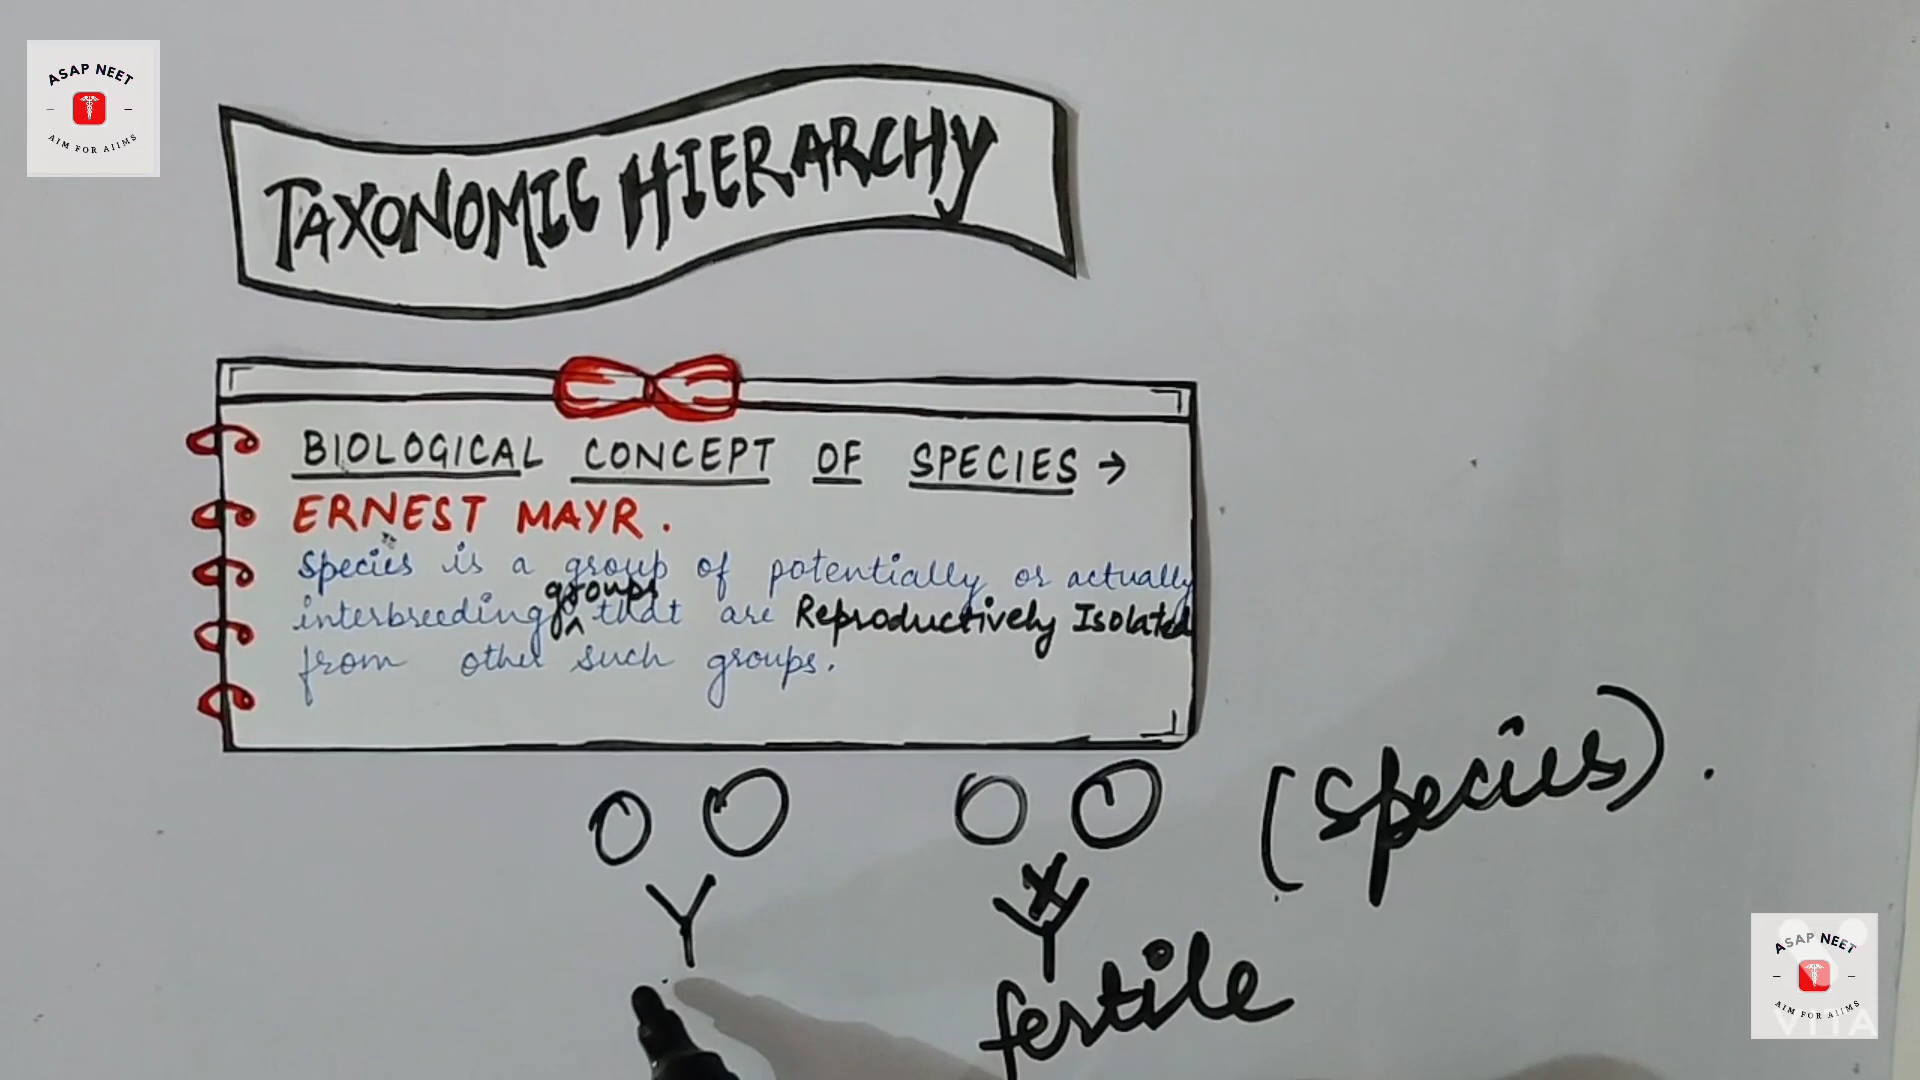 ASAP NEET
AIM FOR AIIMS
TAXONOMIC HIERARCHY
BIOLOGICAL CONCEPT OF SPECIES →
ERNEST MAYR.
Species is a group of potentially or actually
interbreeding groups that are Reproductively Isolated
from other such groups.
(Species).
fertile
ASAP NEET
AIM FOR AIIMS
VITA